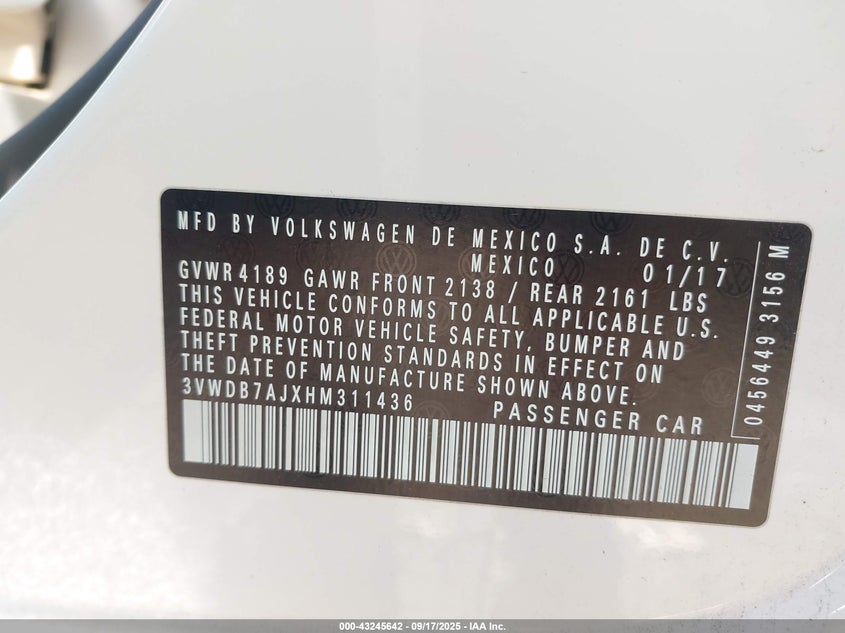 MFD BY VOLKSWAGEN DE MEXICO S.A. DE C.V.
MEXICO 01/17
GVWR 4189 GAWR FRONT 2138 / REAR 2161 LBS
THIS VEHICLE CONFORMS TO ALL APPLICABLE U.S.
FEDERAL MOTOR VEHICLE SAFETY, BUMPER AND
THEFT PREVENTION STANDARDS IN EFFECT ON
THE DATE OF MANUFACTURE SHOWN ABOVE.
3VWDB7AJXHM311436 PASSENGER CAR
0456449 3156 M
000-43245642 | 09/17/2025 | IAA Inc.